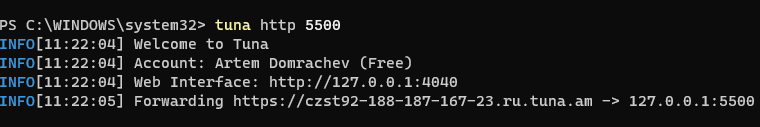 PS C:\WINDOWS\system32> tuna http 5500
INFO[11:22:04] Welcome to Tuna
INFO[11:22:04] Account: Artem Domrachev (Free)
INFO[11:22:04] Web Interface: http://127.0.0.1:4040
INFO[11:22:05] Forwarding https://czst92-188-187-167-23.ru.tuna.am -> 127.0.0.1:5500